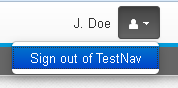 J. Doe
Sign out of TestNav